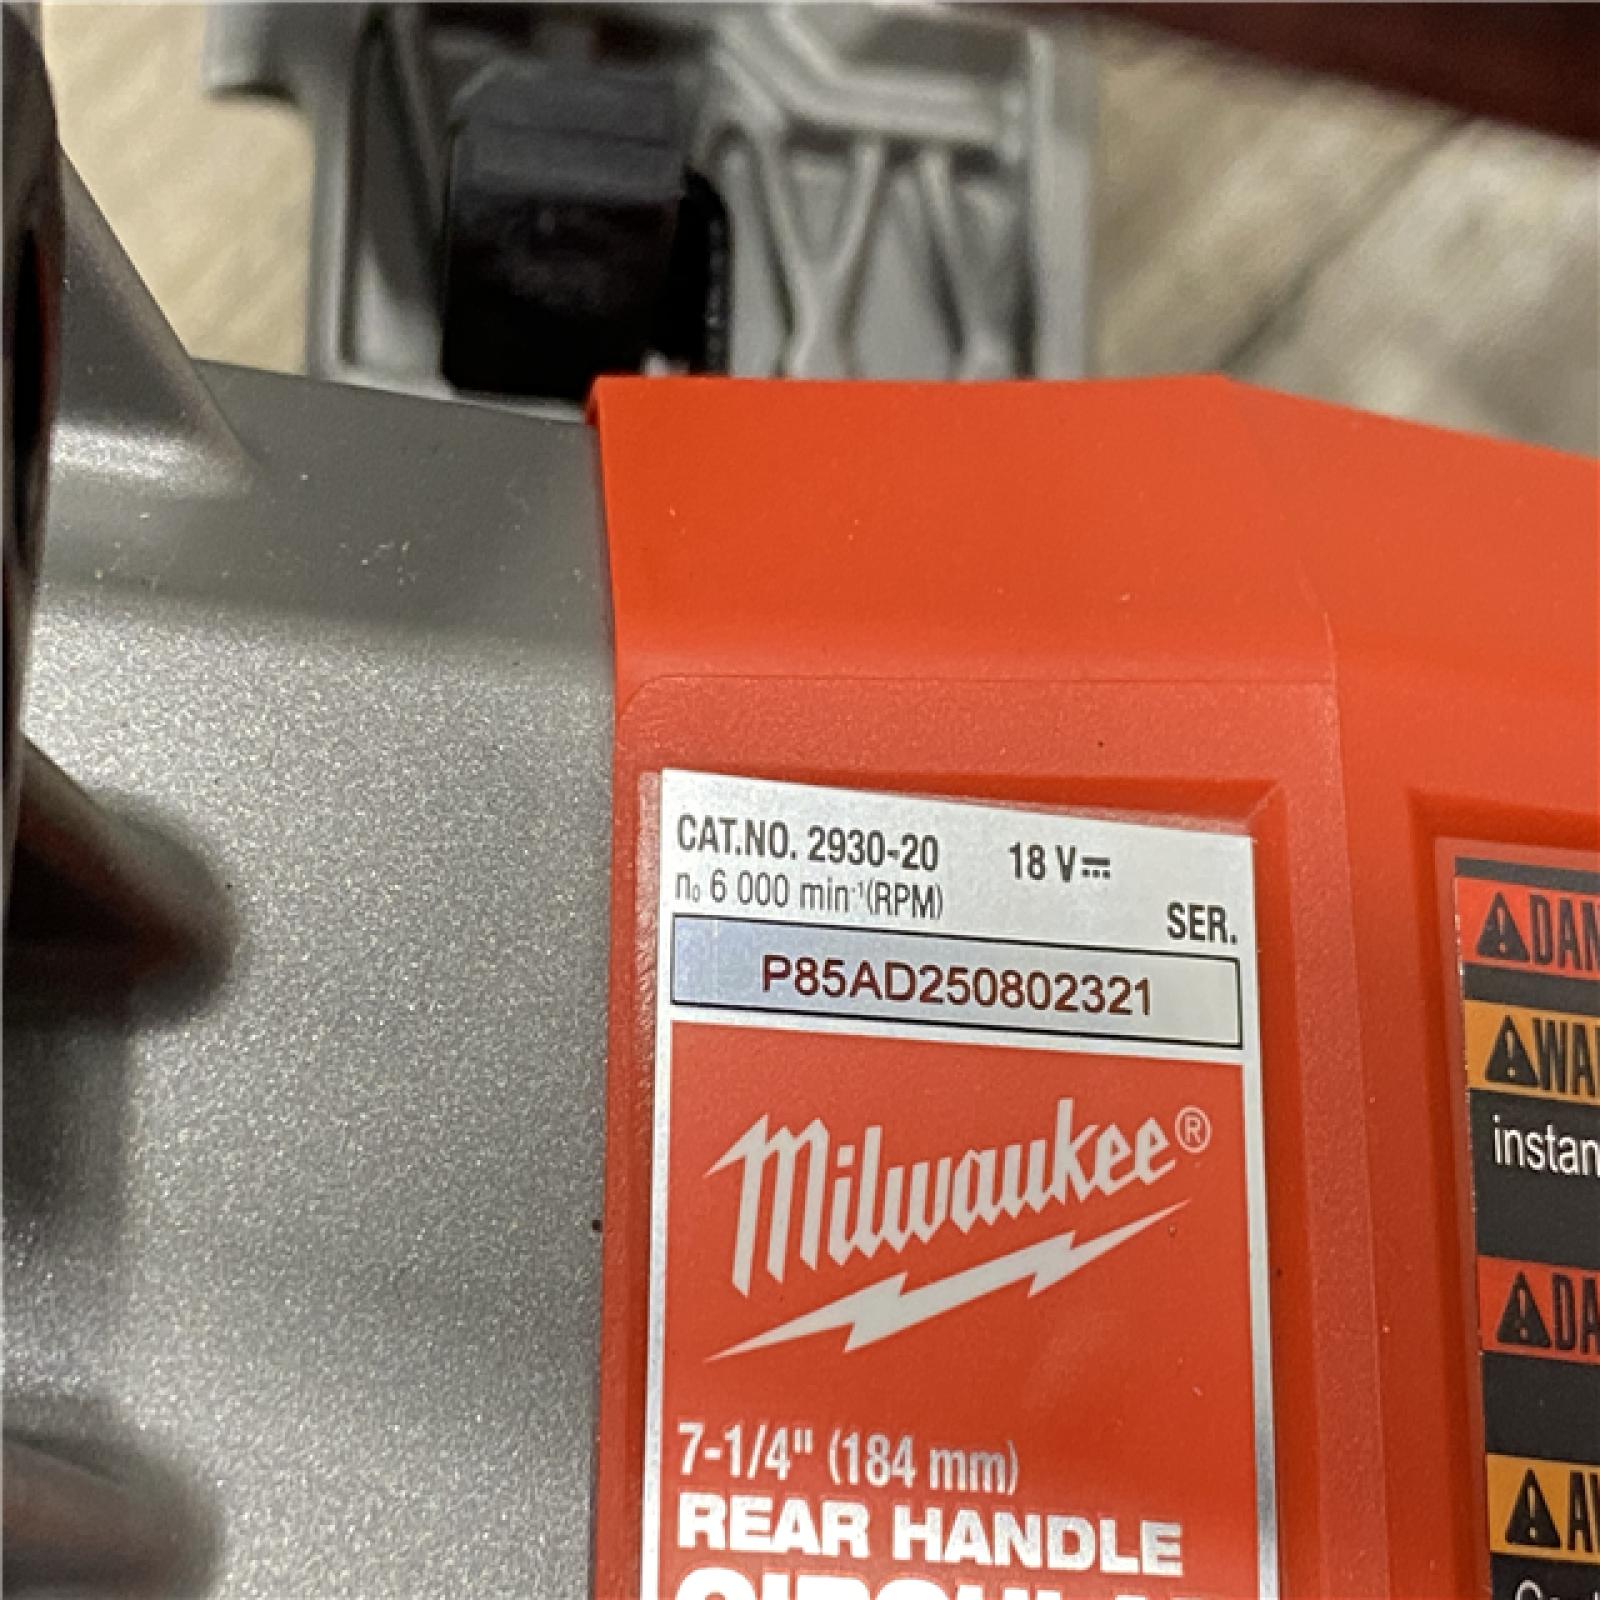 CAT.NO. 2930-20 18 V⎓
n₀ 6 000 min⁻¹(RPM)
SER.
P85AD250802321
Milwaukee®
7-1/4" (184 mm)
REAR HANDLE
instan